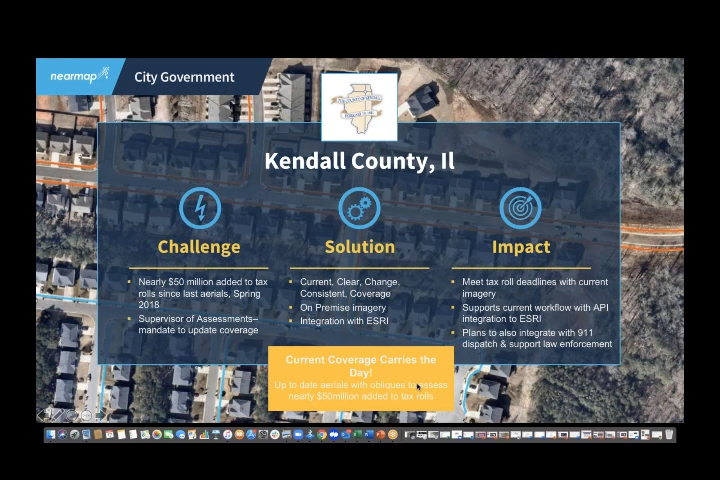 nearmap
City Government
Kendall County, Il
Challenge
Nearly $50 million added to tax
rolls since last aerials, Spring
2018
Supervisor of Assessments–
mandate to update coverage
Solution
Current, Clear, Change,
Consistent, Coverage
On Premise imagery
Integration with ESRI
Impact
Meet tax roll deadlines with current
imagery
Supports current workflow with API
integration to ESRI
Plans to also integrate with 911
dispatch & support law enforcement
Current Coverage Carries the
Day!
Up to date aerials with obliques to assess
nearly $50million added to tax rolls